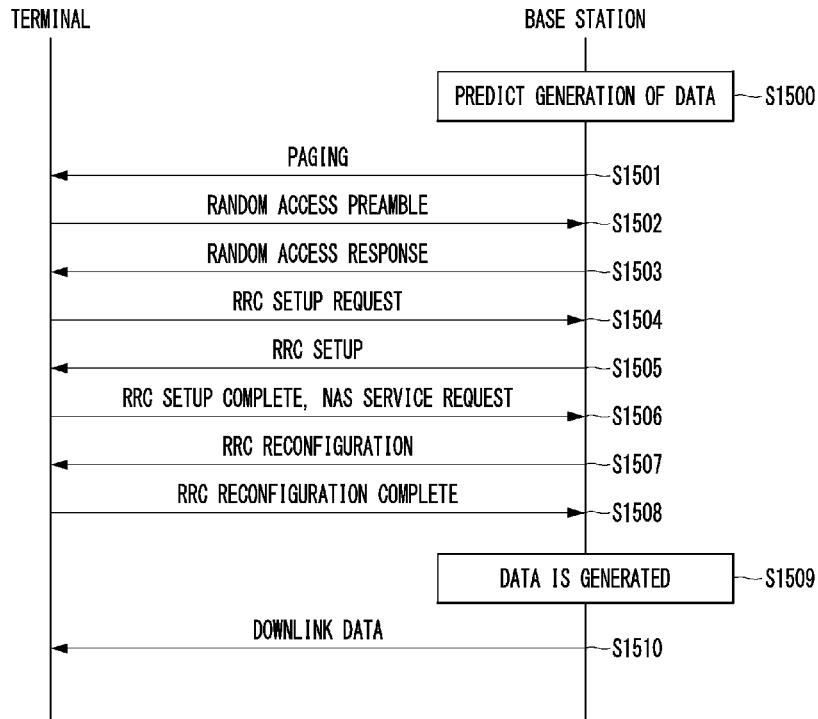 TERMINAL
BASE STATION
PREDICT GENERATION OF DATA
S1500
PAGING
S1501
RANDOM ACCESS PREAMBLE
S1502
RANDOM ACCESS RESPONSE
S1503
RRC SETUP REQUEST
S1504
RRC SETUP
S1505
RRC SETUP COMPLETE, NAS SERVICE REQUEST
S1506
RRC RECONFIGURATION
S1507
RRC RECONFIGURATION COMPLETE
S1508
DATA IS GENERATED
S1509
DOWNLINK DATA
S1510